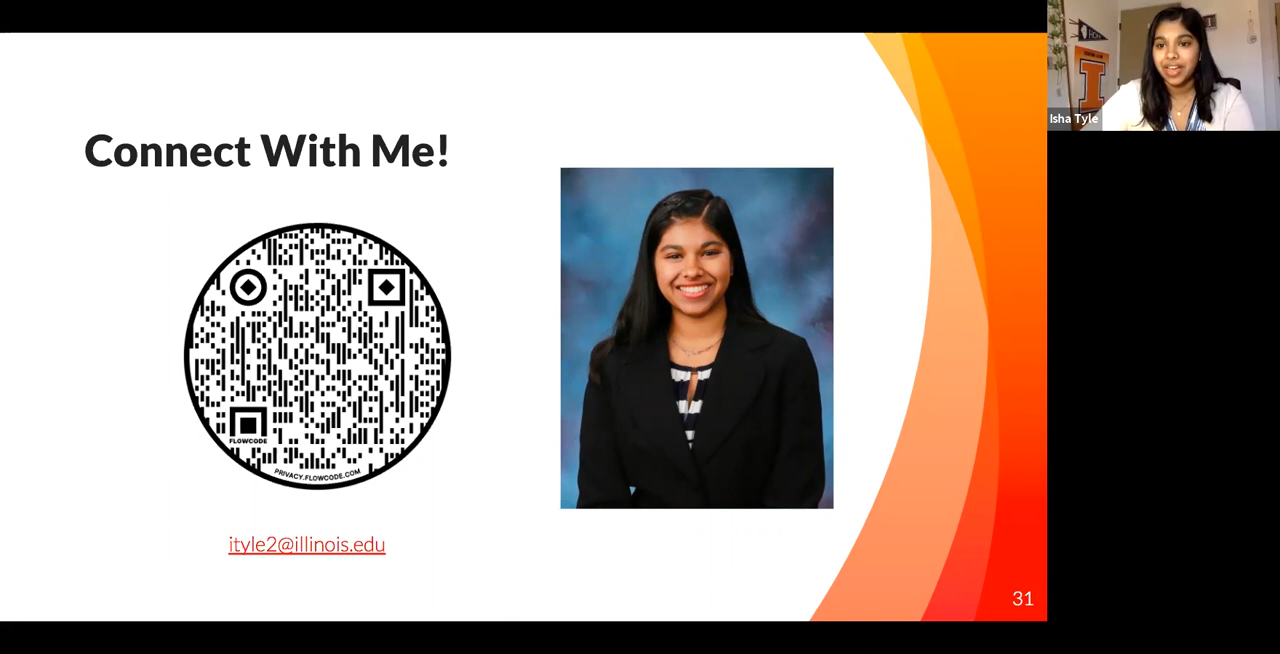 Connect With Me!
FLOWCODE
PRIVACY.FLOWCODE.COM
ityle2@illinois.edu
31
I
Isha Tyle